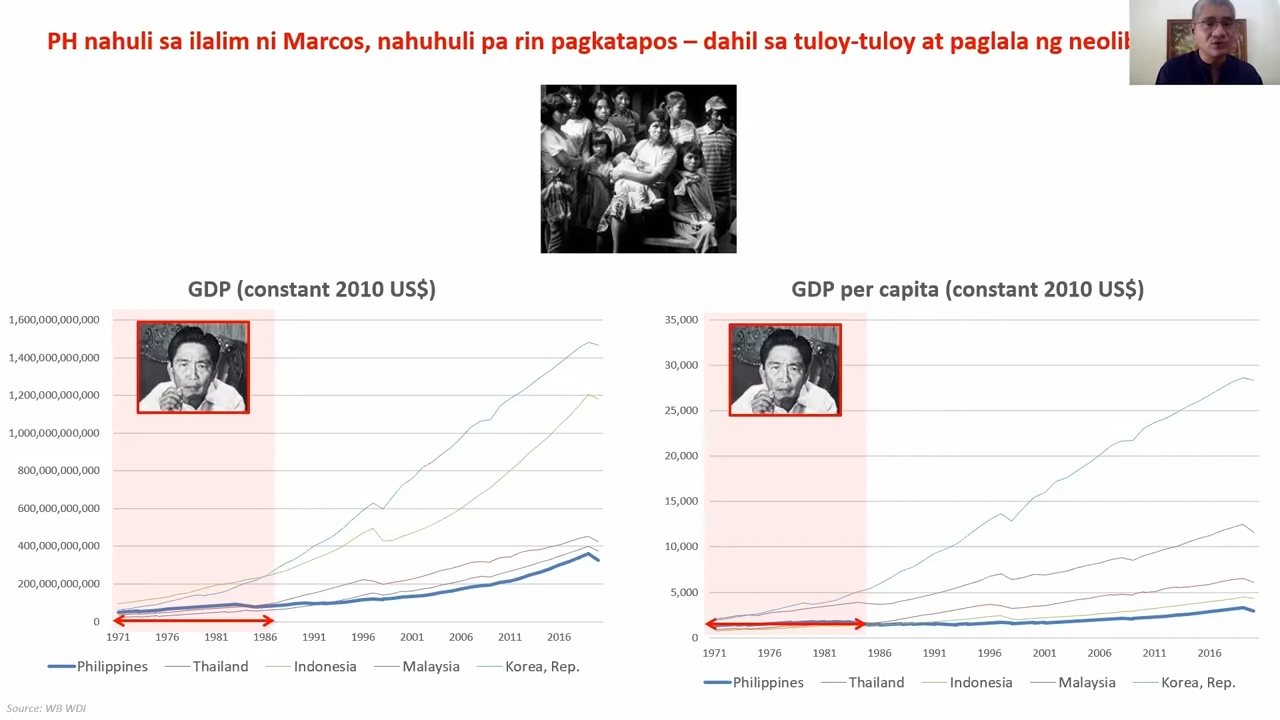 PH nahuli sa ilalim ni Marcos, nahuhuli pa rin pagkatapos – dahil sa tuloy-tuloy at paglala ng neolib
GDP (constant 2010 US$)
1,600,000,000,000
1,400,000,000,000
1,200,000,000,000
1,000,000,000,000
800,000,000,000
600,000,000,000
400,000,000,000
200,000,000,000
0
1971 1976 1981 1986 1991 1996 2001 2006 2011 2016
Philippines Thailand Indonesia Malaysia Korea, Rep.
GDP per capita (constant 2010 US$)
35,000
30,000
25,000
20,000
15,000
10,000
5,000
0
1971 1976 1981 1986 1991 1996 2001 2006 2011 2016
Philippines Thailand Indonesia Malaysia Korea, Rep.
Source: WB WDI